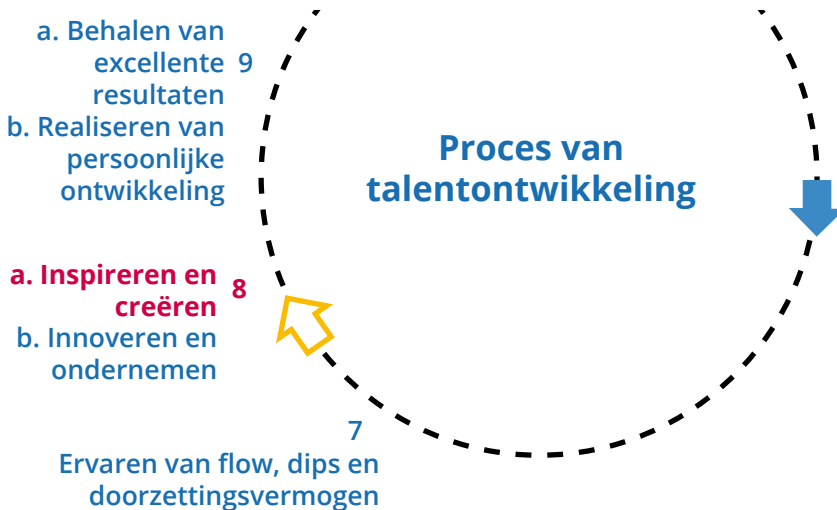 a. Behalen van
excellente 9
resultaten
b. Realiseren van
persoonlijke
ontwikkeling
Proces van
talentontwikkeling
a. Inspireren en
creëren 8
b. Innoveren en
ondernemen
7
Ervaren van flow, dips en
doorzettingsvermogen